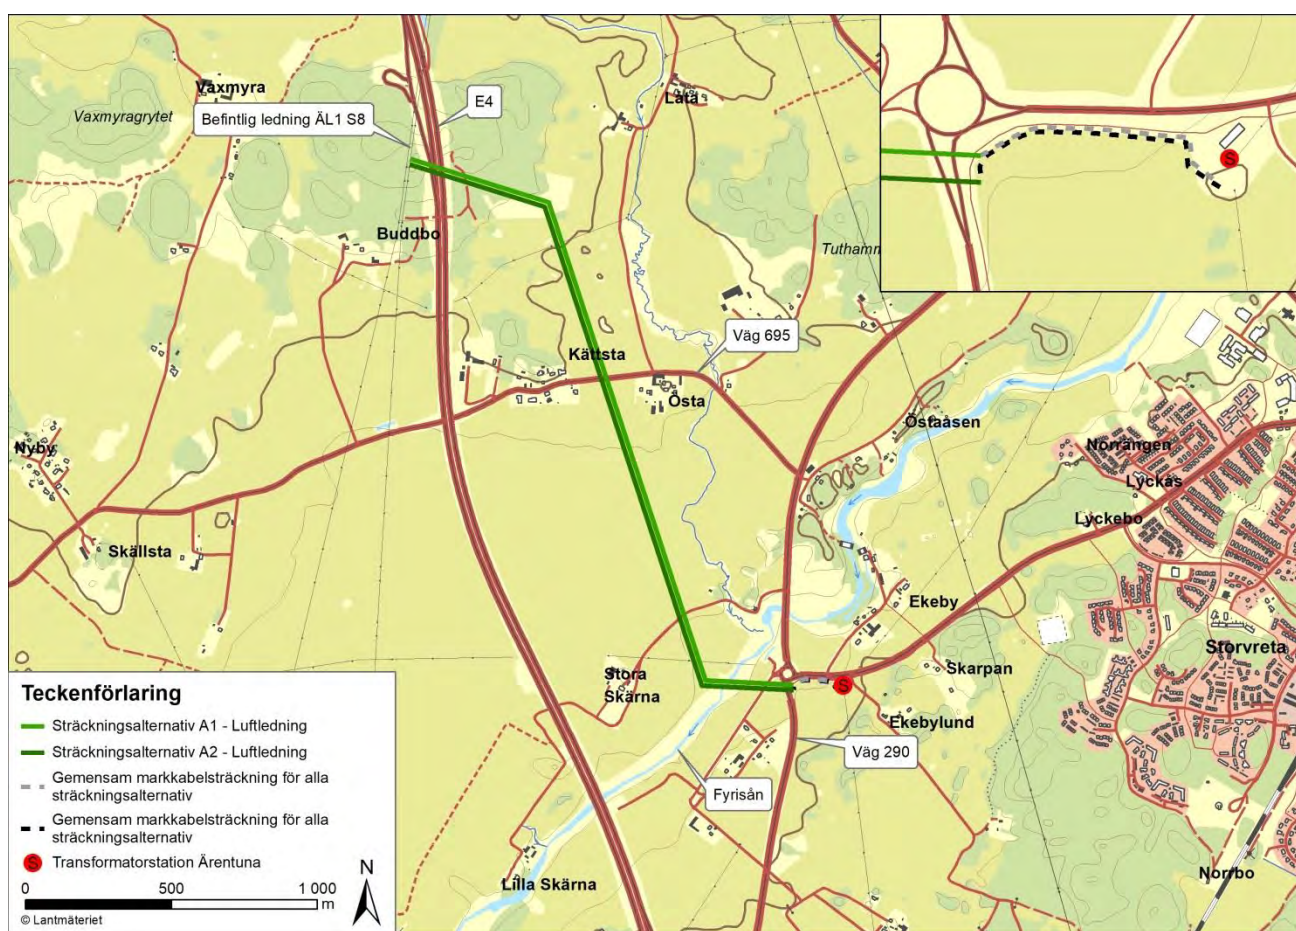 Vaxmyra
Vaxmyragrytet
Befintlig ledning ÄL1 S8
E4
Lata
Buddbo
Tuthamm
S
Väg 695
Kättsta
Östa
Östaåsen
Norrängen
Lyckås
Lyckebo
Nyby
Skällsta
Ekeby
Storvreta
Skarpan
Stora
Skärna
S
Ekebylund
Väg 290
Fyrisån
Lilla Skärna
Norrbo
Teckenförlaring
Sträckningsalternativ A1 - Luftledning
Sträckningsalternativ A2 - Luftledning
Gemensam markkabelsträckning för alla
sträckningsalternativ
Gemensam markkabelsträckning för alla
sträckningsalternativ
S Transformatorstation Ärentuna
N
0 500 1 000
m
© Lantmäteriet